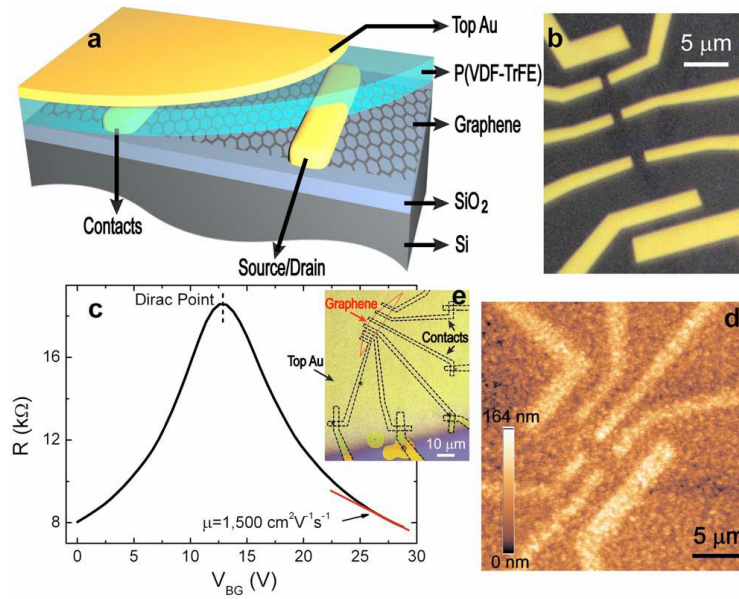 a
Top Au
P(VDF-TrFE)
Graphene
SiO₂
Si
Contacts
Source/Drain
b
5 μm
c
Dirac Point
R (kΩ)
16
12
8
μ=1,500 cm²V⁻¹s⁻¹
0 5 10 15 20 25 30
V_BG (V)
e
Graphene
Contacts
Top Au
10 μm
d
164 nm
0 nm
5 μm